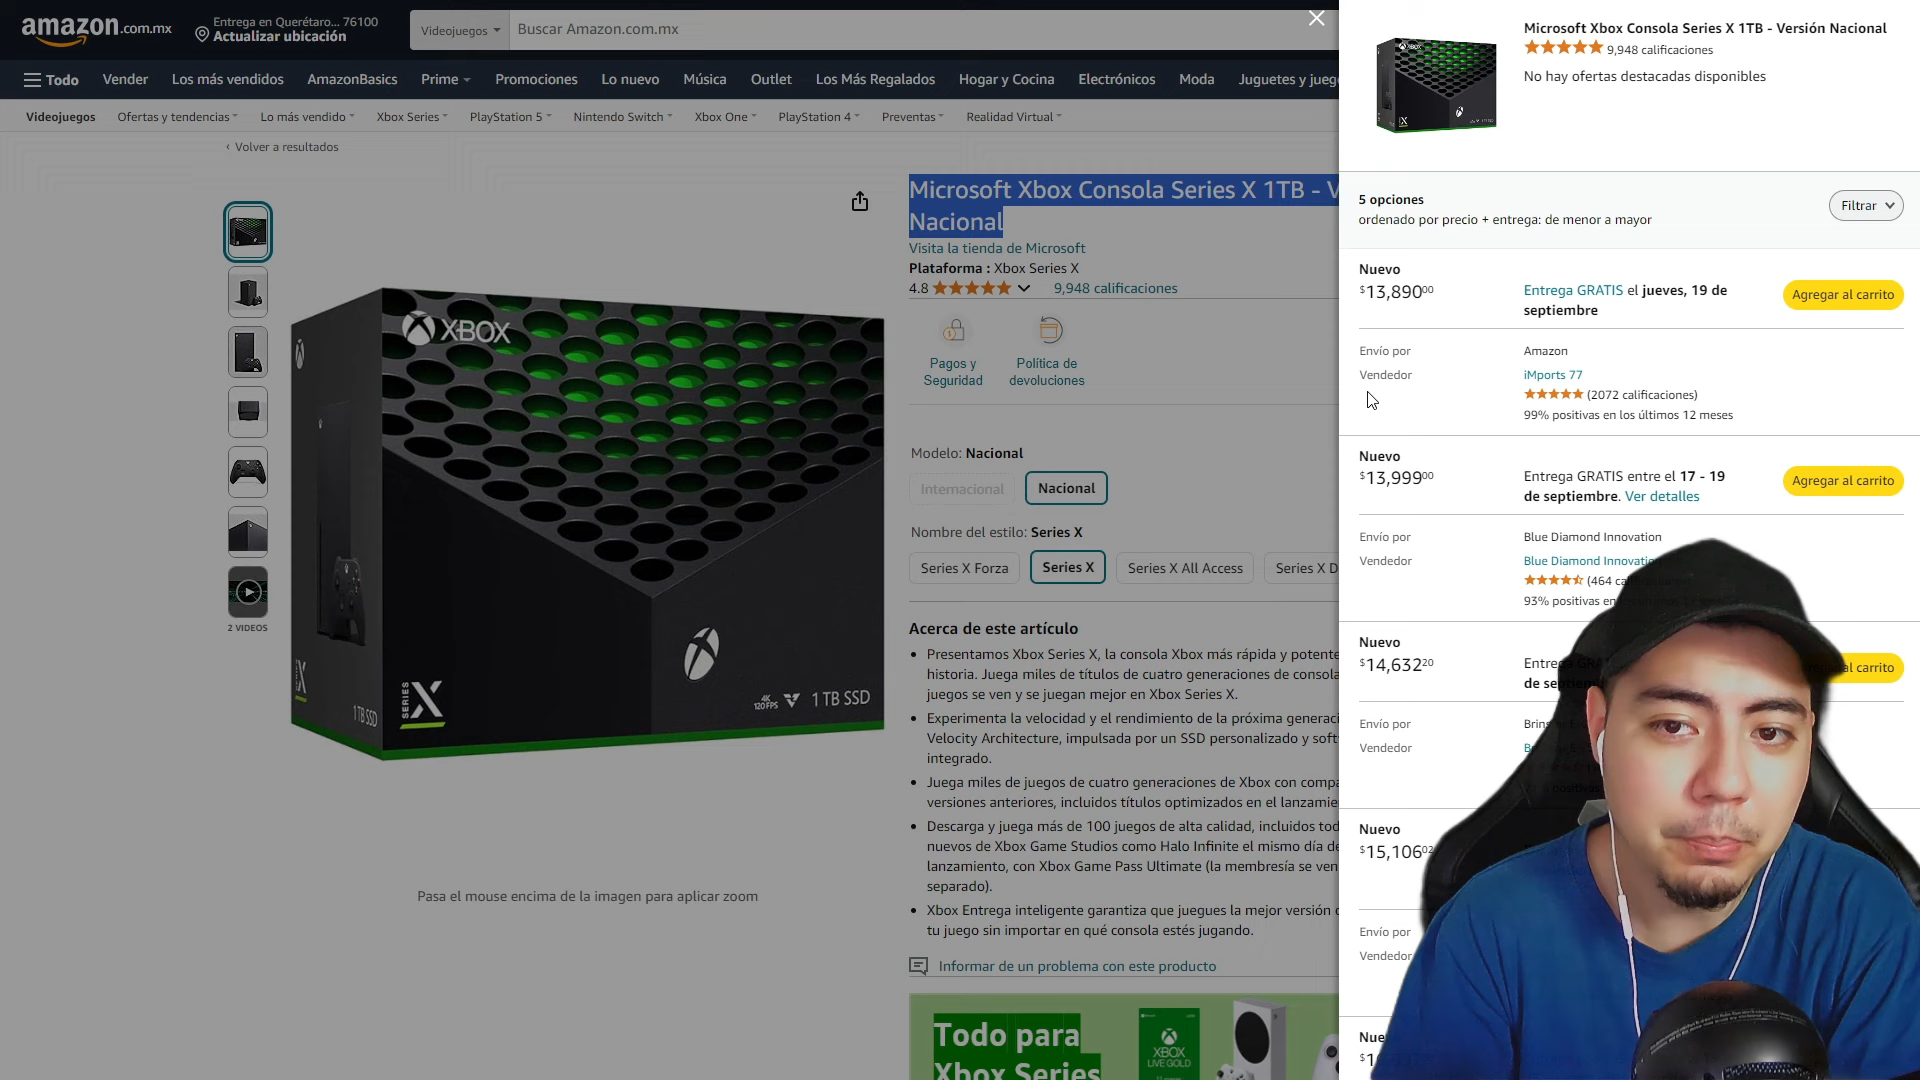 amazon.com.mx
Entrega en Querétaro... 76100
Actualizar ubicación
Videojuegos
Buscar Amazon.com.mx
Todo
Vender
Los más vendidos
AmazonBasics
Prime
Promociones
Lo nuevo
Música
Outlet
Los Más Regalados
Hogar y Cocina
Electrónicos
Moda
Juguetes y jueg
Videojuegos
Ofertas y tendencias
Lo más vendido
Xbox Series
PlayStation 5
Nintendo Switch
Xbox One
PlayStation 4
Preventas
Realidad Virtual
‹ Volver a resultados
2 VIDEOS
XBOX
SERIES X
1TB SSD
4K
120 FPS
1 TB SSD
Pasa el mouse encima de la imagen para aplicar zoom
Microsoft Xbox Consola Series X 1TB - V
Nacional
Visita la tienda de Microsoft
Plataforma : Xbox Series X
4.8
9,948 calificaciones
Pagos y
Seguridad
Política de
devoluciones
Modelo: Nacional
Internacional
Nacional
Nombre del estilo: Series X
Series X Forza
Series X
Series X All Access
Series X D
Acerca de este artículo
Presentamos Xbox Series X, la consola Xbox más rápida y potente
historia. Juega miles de títulos de cuatro generaciones de consola
juegos se ven y se juegan mejor en Xbox Series X.
Experimenta la velocidad y el rendimiento de la próxima generaci
Velocity Architecture, impulsada por un SSD personalizado y soft
integrado.
Juega miles de juegos de cuatro generaciones de Xbox con compa
versiones anteriores, incluidos títulos optimizados en el lanzamie
Descarga y juega más de 100 juegos de alta calidad, incluidos tod
nuevos de Xbox Game Studios como Halo Infinite el mismo día de
lanzamiento, con Xbox Game Pass Ultimate (la membresía se ven
separado).
Xbox Entrega inteligente garantiza que juegues la mejor versión d
tu juego sin importar en qué consola estés jugando.
Informar de un problema con este producto
Todo para
Xbox Series
XBOX
LIVE GOLD
Microsoft Xbox Consola Series X 1TB - Versión Nacional
9,948 calificaciones
No hay ofertas destacadas disponibles
5 opciones
ordenado por precio + entrega: de menor a mayor
Filtrar
Nuevo
$13,890⁰⁰
Entrega GRATIS el jueves, 19 de
septiembre
Agregar al carrito
Envío por
Amazon
Vendedor
iMports 77
(2072 calificaciones)
99% positivas en los últimos 12 meses
Nuevo
$13,999⁰⁰
Entrega GRATIS entre el 17 - 19
de septiembre. Ver detalles
Agregar al carrito
Envío por
Blue Diamond Innovation
Vendedor
Blue Diamond Innovation
(464 ca
93% positivas en
Nuevo
$14,632²⁰
Entrega GR
de septiem
al carrito
Envío por
Brins
Vendedor
Nuevo
$15,106⁰²
Envío por
Vendedor
Nue
$1